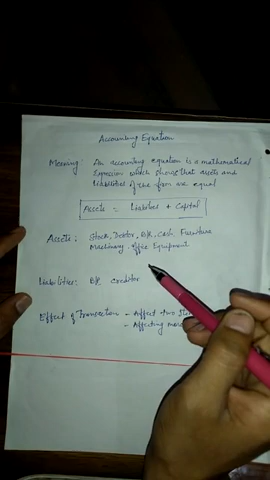 Accounting Equation
Meaning: An accounting equation is a mathematical
Expression which shows that assets and
Liabilities of the firm are equal
Assets = Liabilities + Capital
Assets: Stock, Debtor, B/R, Cash, Furniture
Machinery, office Equipment
Liabilities: B/P, Creditor
Effect of Transaction - Affect Two
- Affecting more